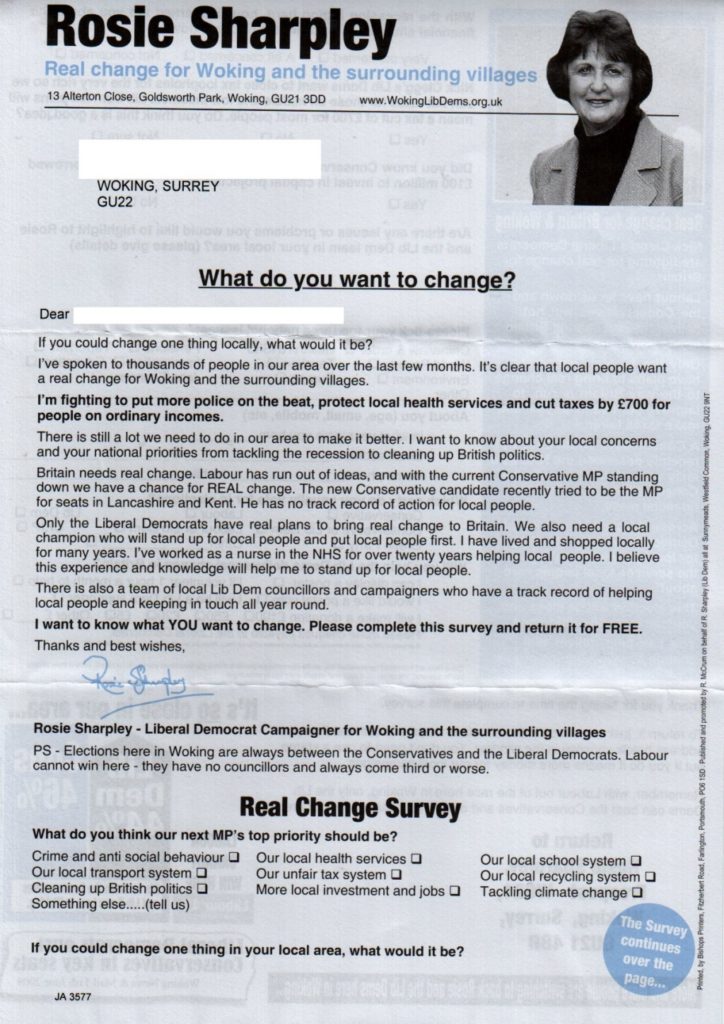 Rosie Sharpley
Real change for Woking and the surrounding villages
13 Alterton Close, Goldsworth Park, Woking, GU21 3DD www.WokingLibDems.org.uk
WOKING, SURREY
GU22
What do you want to change?
Dear
If you could change one thing locally, what would it be?
I've spoken to thousands of people in our area over the last few months. It's clear that local people want
a real change for Woking and the surrounding villages.
I'm fighting to put more police on the beat, protect local health services and cut taxes by £700 for
people on ordinary incomes.
There is still a lot we need to do in our area to make it better. I want to know about your local concerns
and your national priorities from tackling the recession to cleaning up British politics.
Britain needs real change. Labour has run out of ideas, and with the current Conservative MP standing
down we have a chance for REAL change. The new Conservative candidate recently tried to be the MP
for seats in Lancashire and Kent. He has no track record of action for local people.
Only the Liberal Democrats have real plans to bring real change to Britain. We also need a local
champion who will stand up for local people and put local people first. I have lived and shopped locally
for many years. I've worked as a nurse in the NHS for over twenty years helping local people. I believe
this experience and knowledge will help me to stand up for local people.
There is also a team of local Lib Dem councillors and campaigners who have a track record of helping
local people and keeping in touch all year round.
I want to know what YOU want to change. Please complete this survey and return it for FREE.
Thanks and best wishes,
Rosie Sharpley
Rosie Sharpley - Liberal Democrat Campaigner for Woking and the surrounding villages
PS - Elections here in Woking are always between the Conservatives and the Liberal Democrats. Labour
cannot win here - they have no councillors and always come third or worse.
Real Change Survey
What do you think our next MP's top priority should be?
Crime and anti social behaviour ❑ Our local health services ❑ Our local school system ❑
Our local transport system ❑ Our unfair tax system ❑ Our local recycling system ❑
Cleaning up British politics ❑ More local investment and jobs ❑ Tackling climate change ❑
Something else.....(tell us)
If you could change one thing in your local area, what would it be?
The Survey
continues
over the
page...
JA 3577
Printed, by Bishops Printers, Fitzherbert Road, Farlington, Portsmouth, PO6 1SD. Published and promoted by R. McCrum on behalf of R. Sharpley (Lib Dem) all at Sunnymeads, Westfield Common, Woking, GU22 9NT